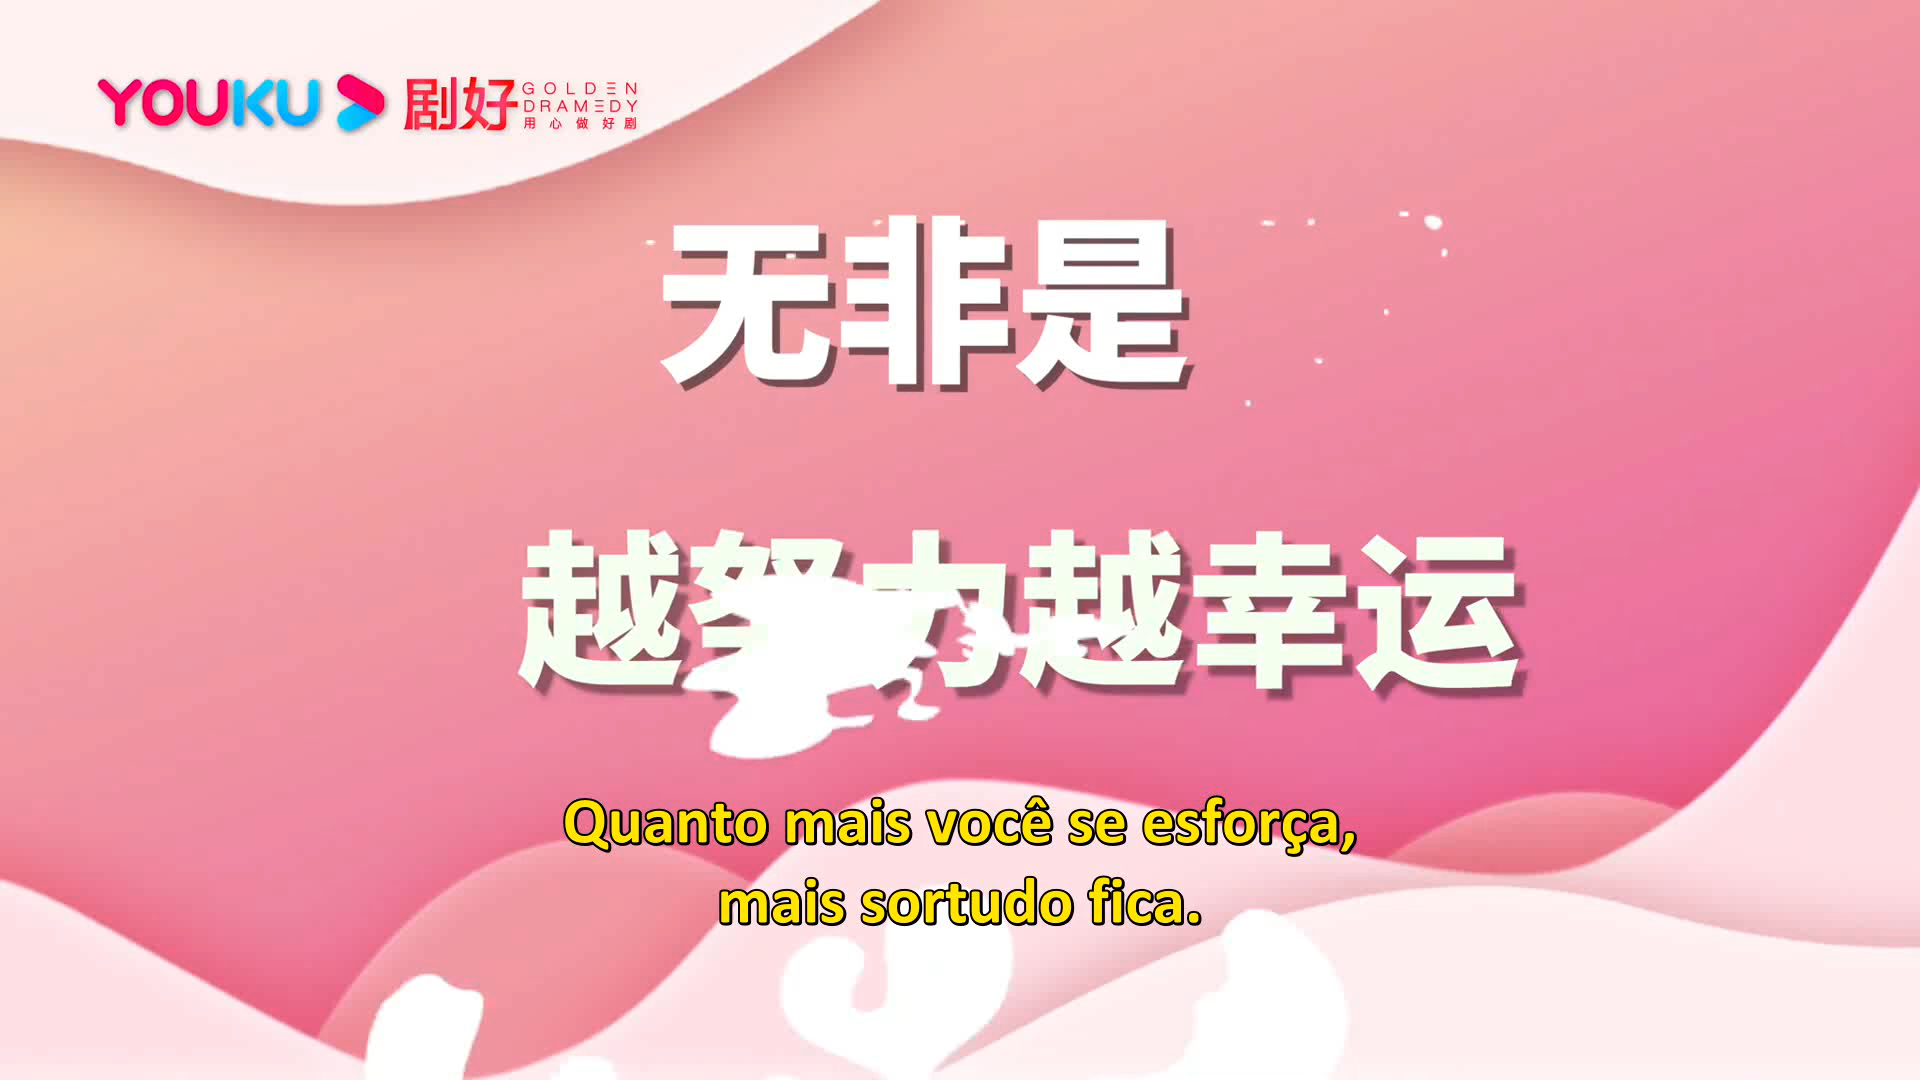 YOUKU 剧好 GOLDEN
DRAMEDY
用心做好剧
无非是
越努力越幸运
Quanto mais você se esforça,
mais sortudo fica.